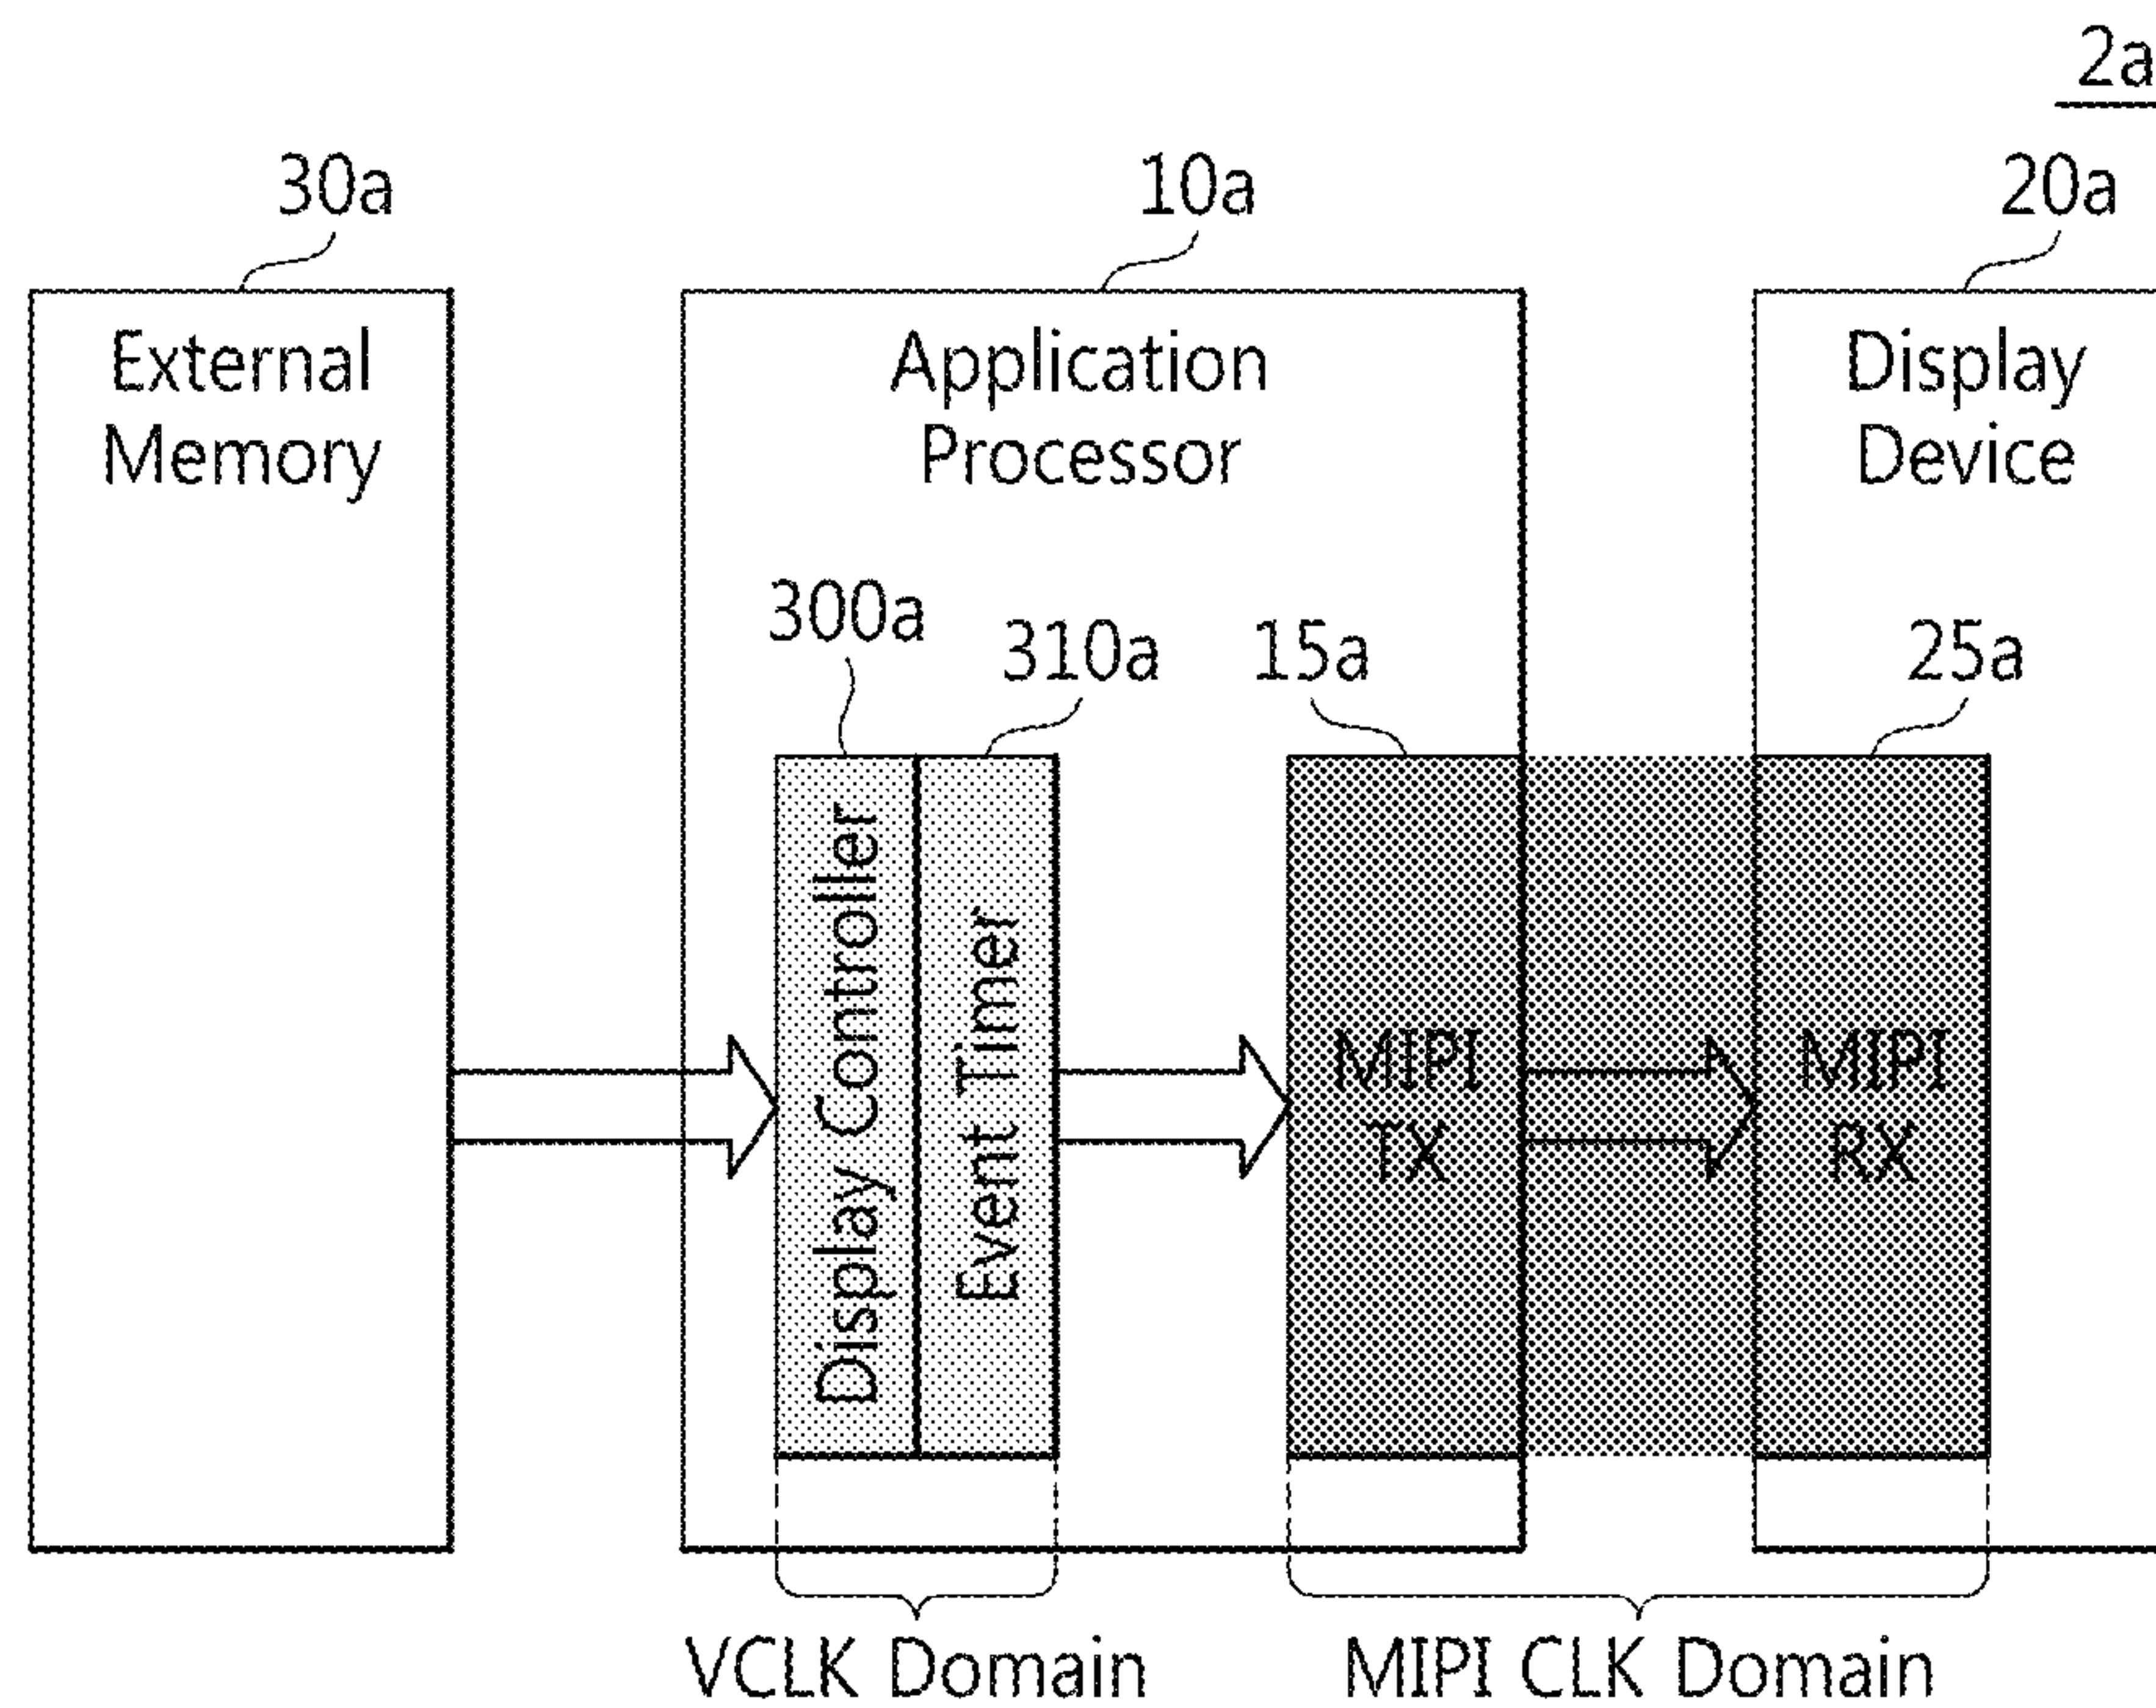 2a
30a
10a
20a
External
Memory
Application
Processor
Display
Device
300a
310a
15a
25a
Display Controller
Event Timer
MIPI
TX
MIPI
RX
VCLK Domain
MIPI CLK Domain